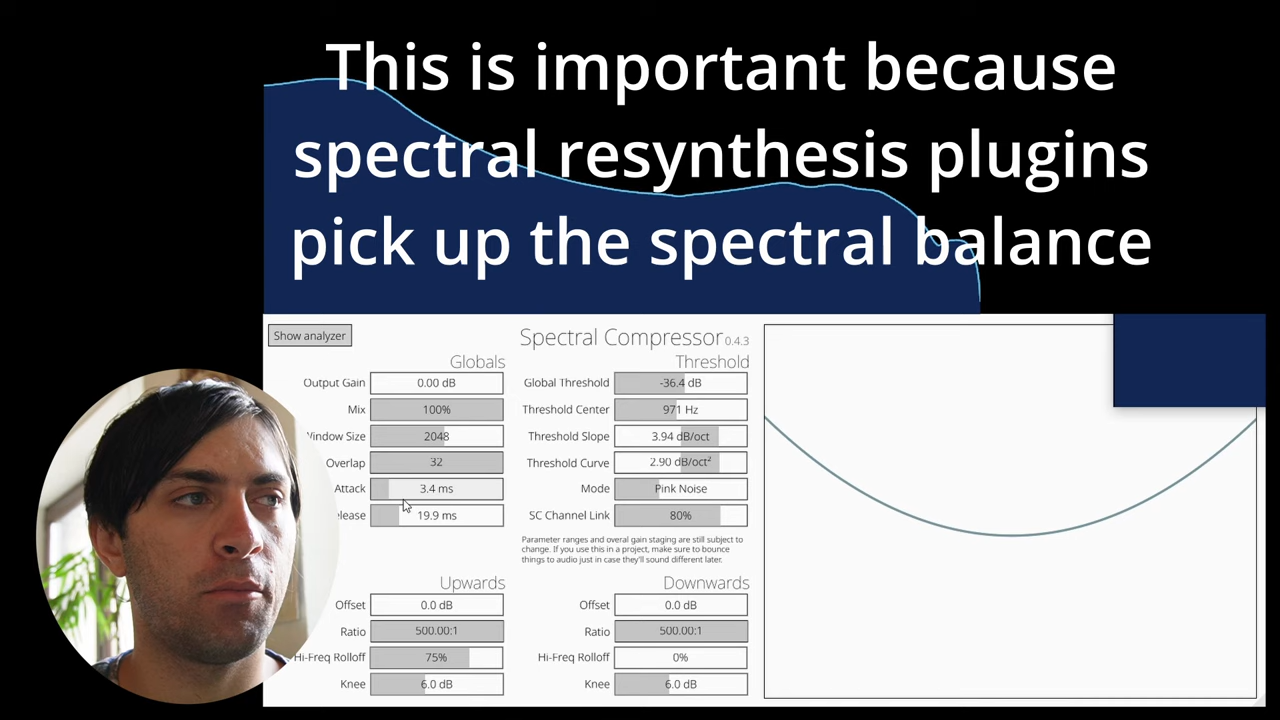 This is important because
spectral resynthesis plugins
pick up the spectral balance
Show analyzer
Spectral Compressor 0.4.3
Globals
Output Gain 0.00 dB
Mix 100%
Window Size 2048
Overlap 32
Attack 3.4 ms
elease 19.9 ms
Threshold
Global Threshold -36.4 dB
Threshold Center 971 Hz
Threshold Slope 3.94 dB/oct
Threshold Curve 2.90 dB/oct²
Mode Pink Noise
SC Channel Link 80%
Parameter ranges and overal gain staging are still subject to
change. If you use this in a project, make sure to bounce
things to audio just in case they'll sound different later.
Upwards
Offset 0.0 dB
Ratio 500.00:1
Hi-Freq Rolloff 75%
Knee 6.0 dB
Downwards
Offset 0.0 dB
Ratio 500.00:1
Hi-Freq Rolloff 0%
Knee 6.0 dB